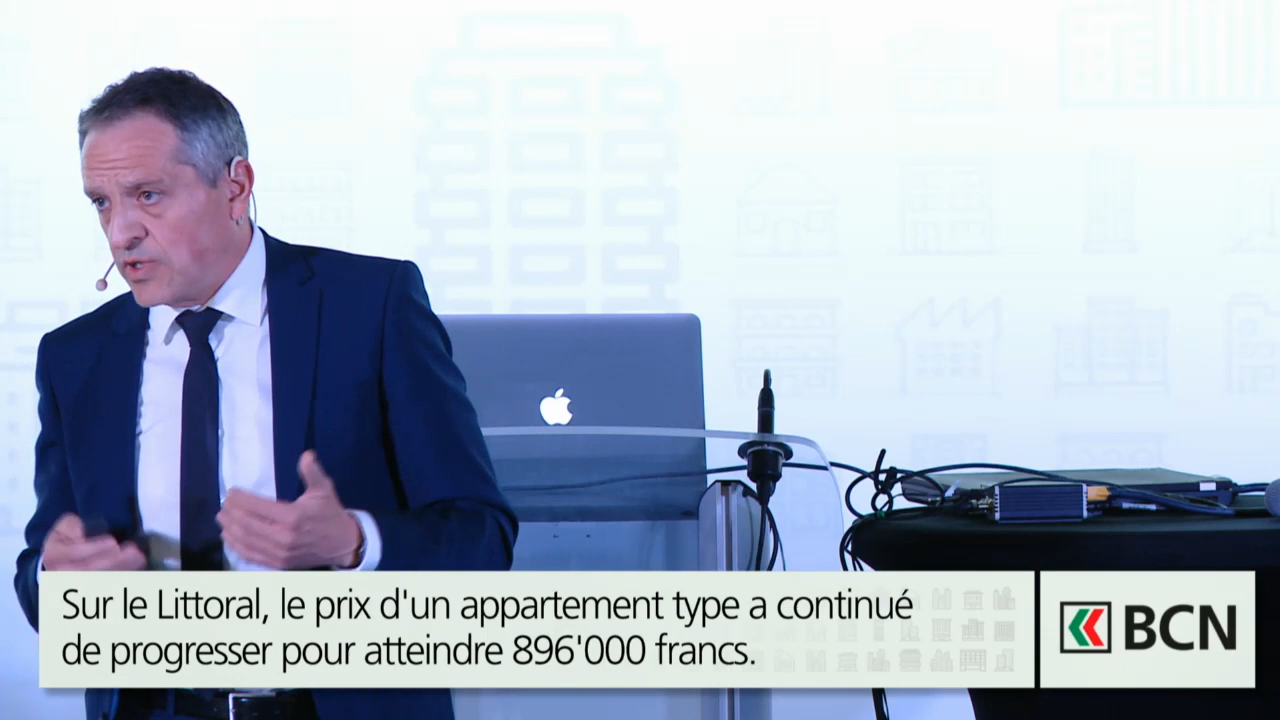 Sur le Littoral, le prix d'un appartement type a continué
de progresser pour atteindre 896'000 francs.
BCN